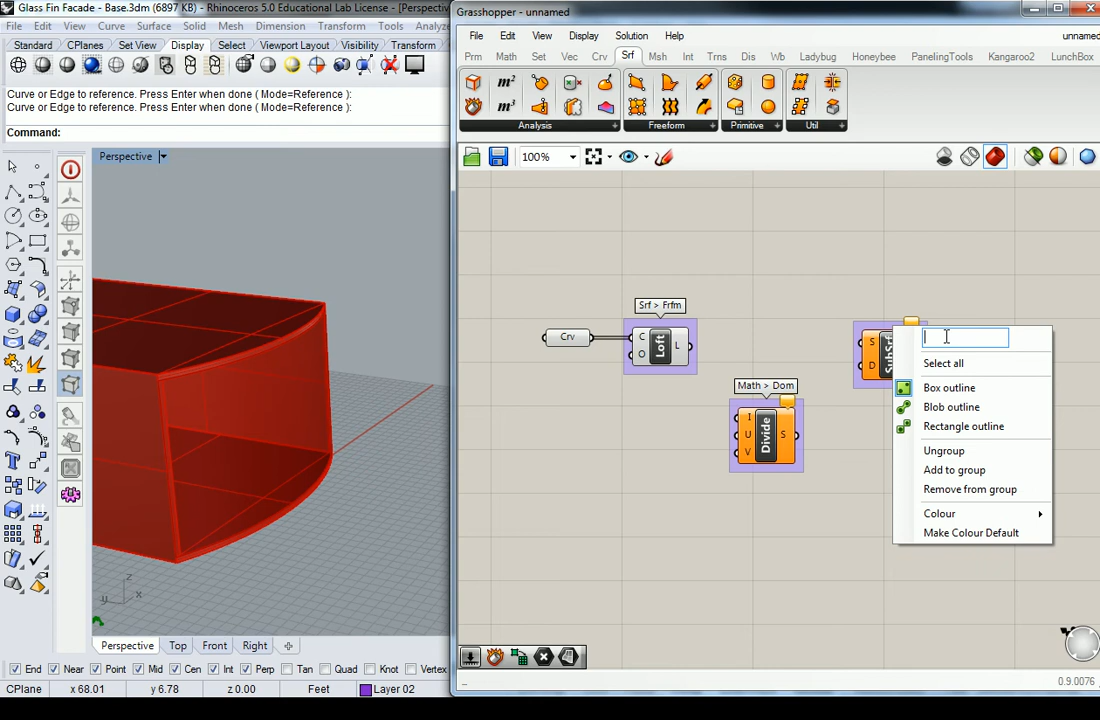 Glass Fin Facade - Base.3dm (6897 KB) - Rhinoceros 5.0 Educational Lab License - [Perspectiv
File Edit View Curve Surface Solid Mesh Dimension Transform Tools Analyze
Standard CPlanes Set View Display Select Viewport Layout Visibility Transform
Curve or Edge to reference. Press Enter when done ( Mode=Reference ):
Curve or Edge to reference. Press Enter when done ( Mode=Reference ):
Command:
Perspective
z
y
x
Perspective Top Front Right
End Near Point Mid Cen Int Perp Tan Quad Knot Vertex
CPlane x 68.01 y 6.78 z 0.00 Feet Layer 02
Grasshopper - unnamed
File Edit View Display Solution Help unnamed
Prm Math Set Vec Crv Srf Msh Int Trns Dis Wb Ladybug Honeybee PanelingTools Kangaroo2 LunchBox
m²
m³
Analysis Freeform Primitive Util
100%
Srf > Frfm
Crv
C
O
Loft
L
Math > Dom
I
U
V
Divide
S
S
D
SubSrf
Select all
Box outline
Blob outline
Rectangle outline
Ungroup
Add to group
Remove from group
Colour
Make Colour Default
0.9.0076